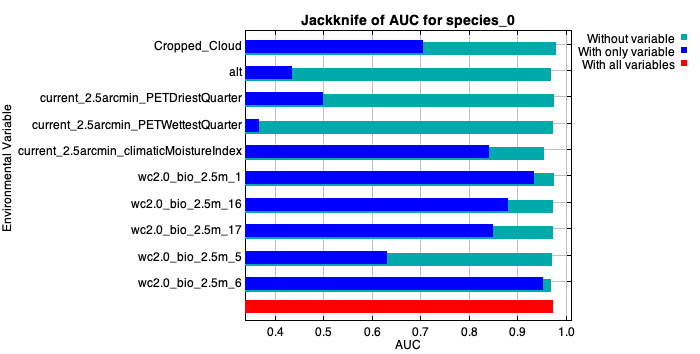 Jackknife of AUC for species_0
Environmental Variable
Cropped_Cloud
alt
current_2.5arcmin_PETDriestQuarter
current_2.5arcmin_PETWettestQuarter
current_2.5arcmin_climaticMoistureIndex
wc2.0_bio_2.5m_1
wc2.0_bio_2.5m_16
wc2.0_bio_2.5m_17
wc2.0_bio_2.5m_5
wc2.0_bio_2.5m_6
0.4 0.5 0.6 0.7 0.8 0.9 1.0
AUC
Without variable
With only variable
With all variables